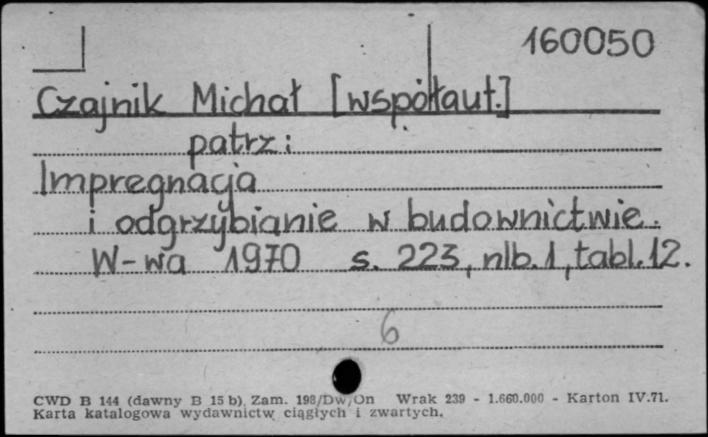 160050
Czajnik Michał [współaut.]
patrz:
Impregnacja
i odgrzybianie w budownictwie.
W-wa 1970 s. 223, nlb. 1, tabl. 12.
6
CWD B 144 (dawny B 15 b). Zam. 198/Dw/On Wrak 239 - 1.660.000 - Karton IV.71.
Karta katalogowa wydawnictw ciągłych i zwartych.